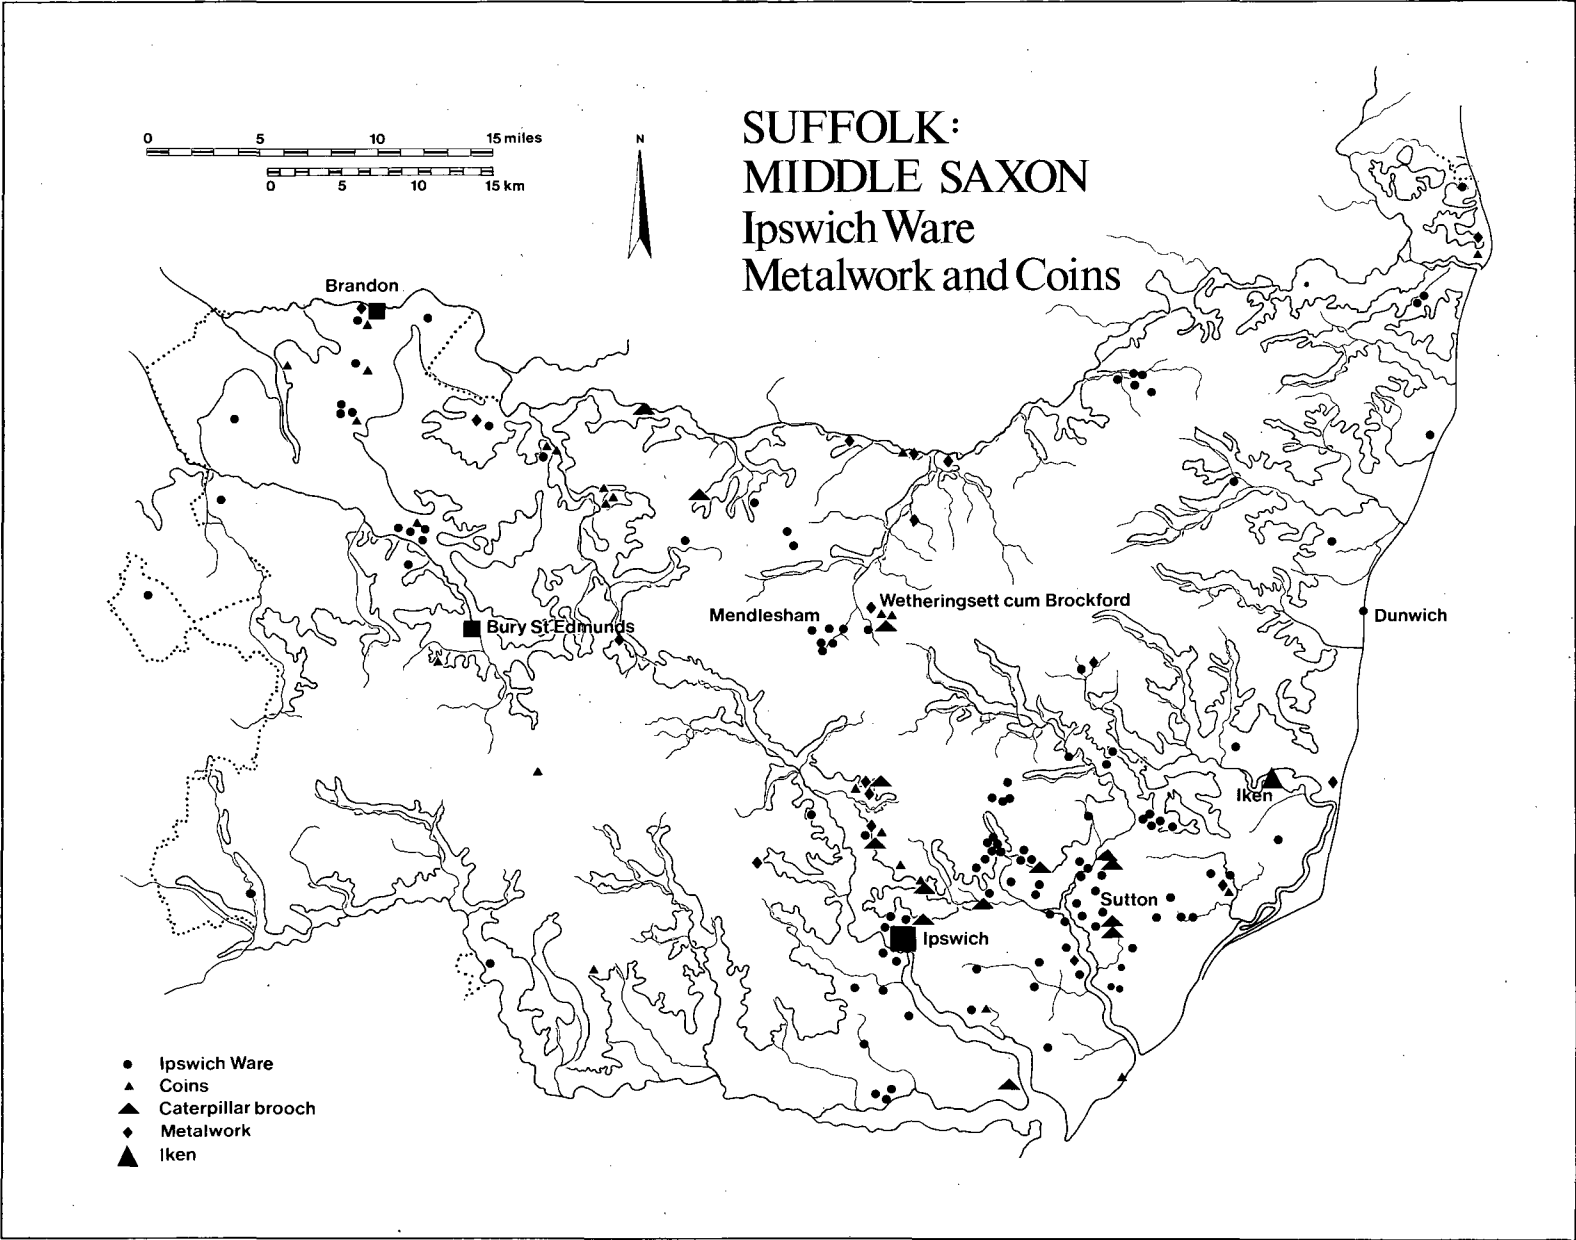 SUFFOLK:
MIDDLE SAXON
Ipswich Ware
Metalwork and Coins
0 5 10 15 miles
0 5 10 15 km
N
Brandon
Mendlesham
Wetheringsett cum Brockford
Bury St Edmunds
Dunwich
Iken
Sutton
Ipswich
Ipswich Ware
Coins
Caterpillar brooch
Metalwork
Iken